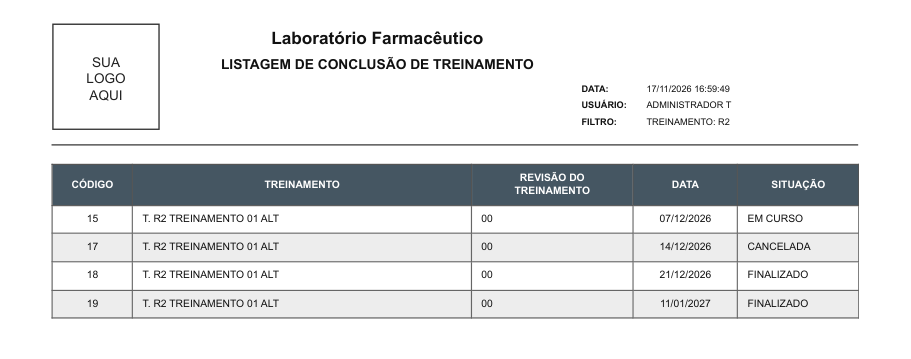 SUA
LOGO
AQUI
Laboratório Farmacêutico
LISTAGEM DE CONCLUSÃO DE TREINAMENTO
DATA: 17/11/2026 16:59:49
USUÁRIO: ADMINISTRADOR T
FILTRO: TREINAMENTO: R2
CÓDIGO TREINAMENTO REVISÃO DO TREINAMENTO DATA SITUAÇÃO
15 T. R2 TREINAMENTO 01 ALT 00 07/12/2026 EM CURSO
17 T. R2 TREINAMENTO 01 ALT 00 14/12/2026 CANCELADA
18 T. R2 TREINAMENTO 01 ALT 00 21/12/2026 FINALIZADO
19 T. R2 TREINAMENTO 01 ALT 00 11/01/2027 FINALIZADO